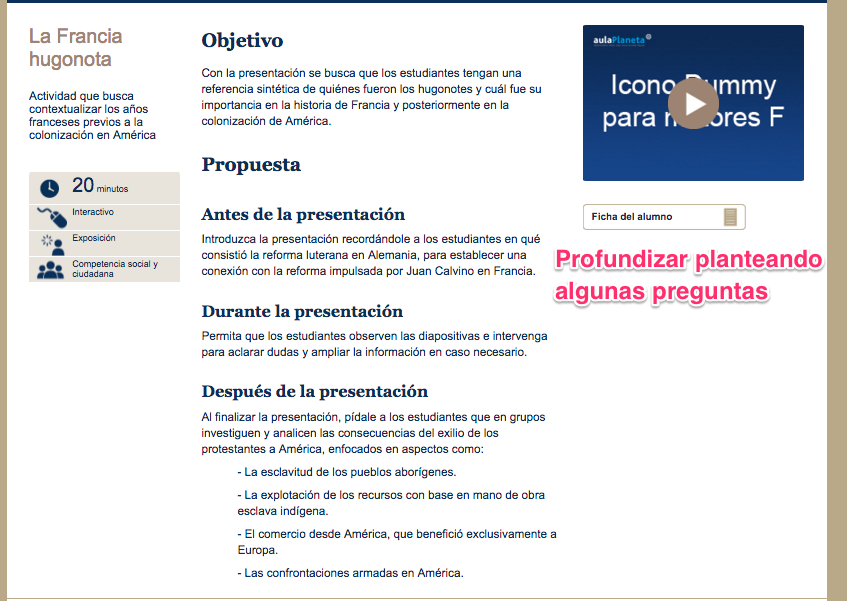 La Francia
hugonota
Actividad que busca
contextualizar los años
franceses previos a la
colonización en América
20 minutos
Interactivo
Exposición
Competencia social y
ciudadana
Objetivo
Con la presentación se busca que los estudiantes tengan una
referencia sintética de quiénes fueron los hugonotes y cuál fue su
importancia en la historia de Francia y posteriormente en la
colonización de América.
Propuesta
Antes de la presentación
Introduzca la presentación recordándole a los estudiantes en qué
consistió la reforma luterana en Alemania, para establecer una
conexión con la reforma impulsada por Juan Calvino en Francia.
Durante la presentación
Permita que los estudiantes observen las diapositivas e intervenga
para aclarar dudas y ampliar la información en caso necesario.
Después de la presentación
Al finalizar la presentación, pídale a los estudiantes que en grupos
investiguen y analicen las consecuencias del exilio de los
protestantes a América, enfocados en aspectos como:
- La esclavitud de los pueblos aborígenes.
- La explotación de los recursos con base en mano de obra
esclava indígena.
- El comercio desde América, que benefició exclusivamente a
Europa.
- Las confrontaciones armadas en América.
aulaPlaneta
Icono Dummy
para F
Ficha del alumno
Profundizar planteando
algunas preguntas